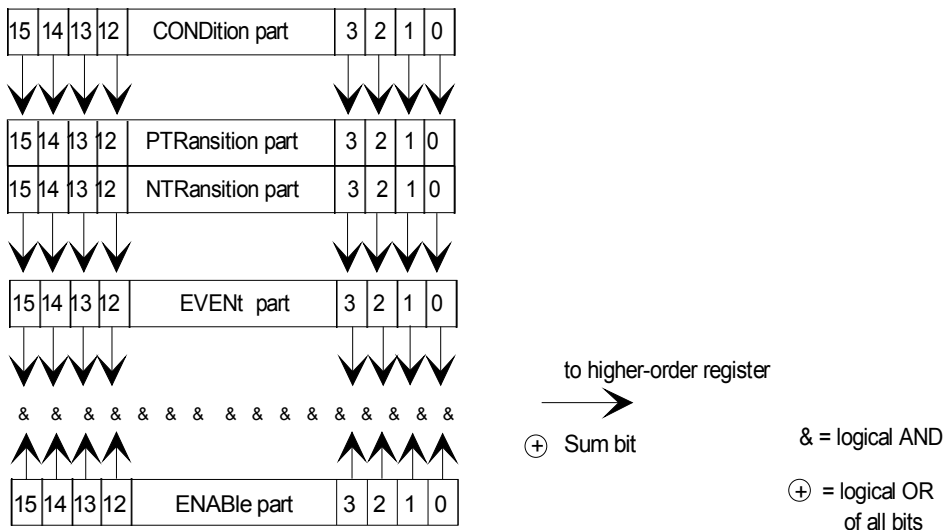 15 14 13 12 CONDition part 3 2 1 0
15 14 13 12 PTRansition part 3 2 1 0
15 14 13 12 NTRansition part 3 2 1 0
15 14 13 12 EVENt part 3 2 1 0
to higher-order register
& & & & & & & & & & & & & & & &
+ Sum bit
& = logical AND
15 14 13 12 ENABle part 3 2 1 0
+ = logical OR
of all bits